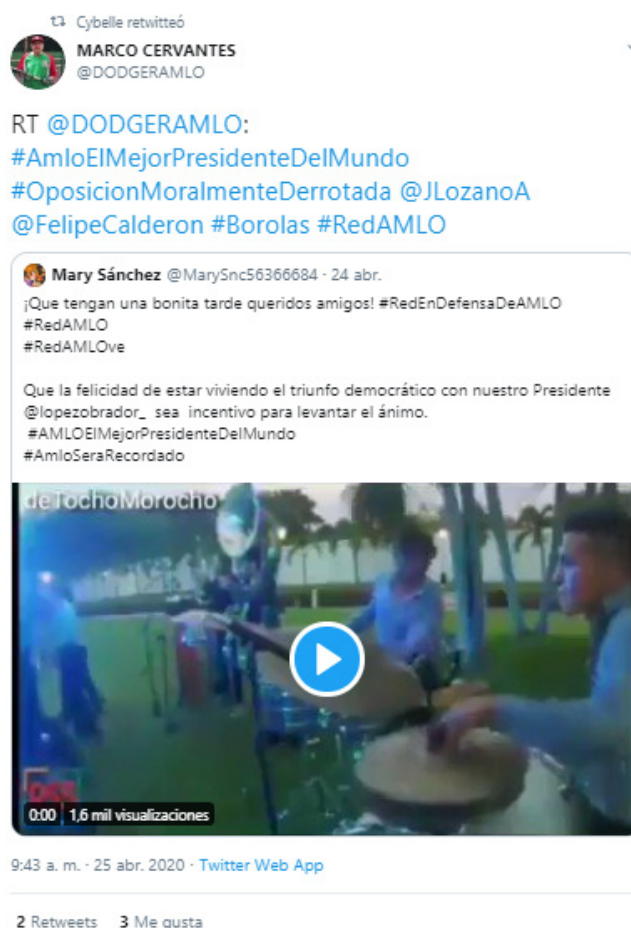 Cybelle retwitteó
MARCO CERVANTES
@DODGERAMLO
RT @DODGERAMLO:
#AmloElMejorPresidenteDelMundo
#OposicionMoralmenteDerrotada @JLozanoA
@FelipeCalderon #Borolas #RedAMLO
Mary Sánchez @MarySnc56366684 · 24 abr.
¡Que tengan una bonita tarde queridos amigos! #RedEnDefensaDeAMLO
#RedAMLO
#RedAMLOve
Que la felicidad de estar viviendo el triunfo democrático con nuestro Presidente
@lopezobrador_ sea incentivo para levantar el ánimo.
#AMLOElMejorPresidenteDelMundo
#AmloSeraRecordado
deTochoMorocho
0:00 1,6 mil visualizaciones
9:43 a. m. · 25 abr. 2020 · Twitter Web App
2 Retweets 3 Me gusta